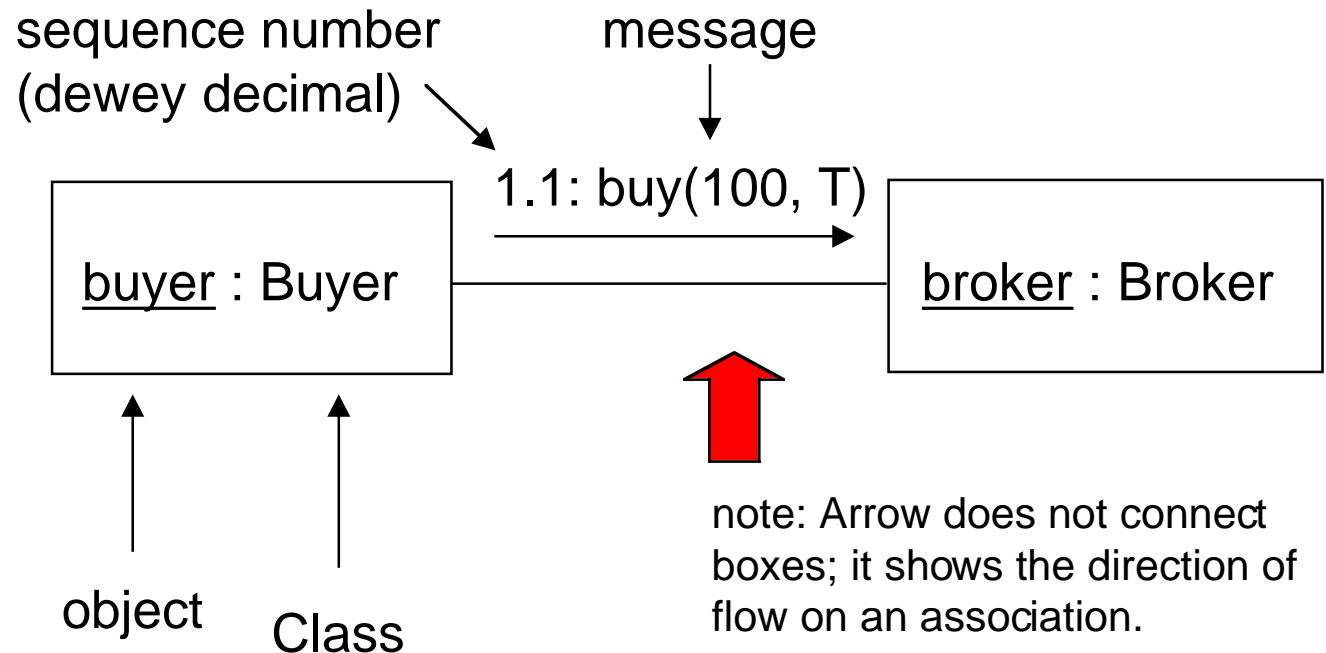 sequence number
(dewey decimal)
message
1.1: buy(100, T)
buyer : Buyer
broker : Broker
object
Class
note: Arrow does not connect
boxes; it shows the direction of
flow on an association.